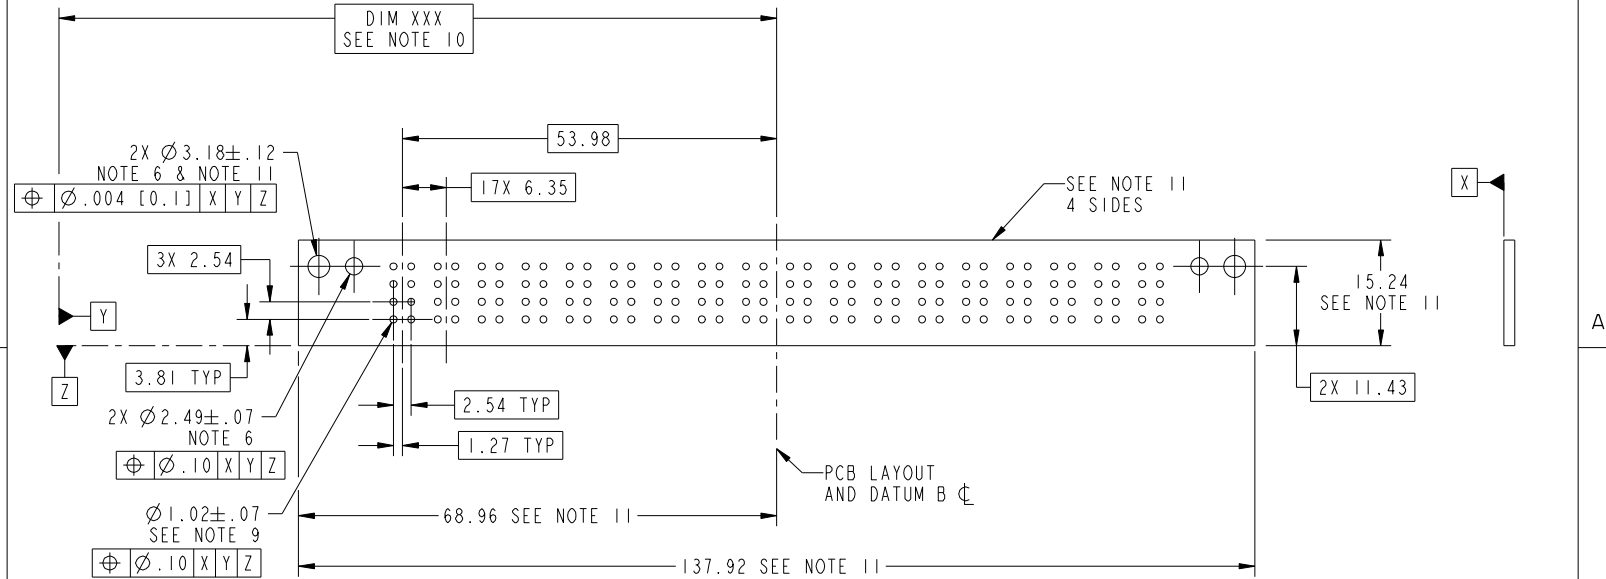 DIM XXX
SEE NOTE 10
53.98
2X Ø3.18±.12
NOTE 6 & NOTE 11
⌖ Ø.004 [0.1] X Y Z
17X 6.35
SEE NOTE 11
4 SIDES
X
3X 2.54
15.24
SEE NOTE 11
Y
A
3.81 TYP
Z
2X 11.43
2.54 TYP
2X Ø2.49±.07
NOTE 6
⌖ Ø.10 X Y Z
1.27 TYP
PCB LAYOUT
AND DATUM B ℄
Ø1.02±.07
SEE NOTE 9
⌖ Ø.10 X Y Z
68.96 SEE NOTE 11
137.92 SEE NOTE 11